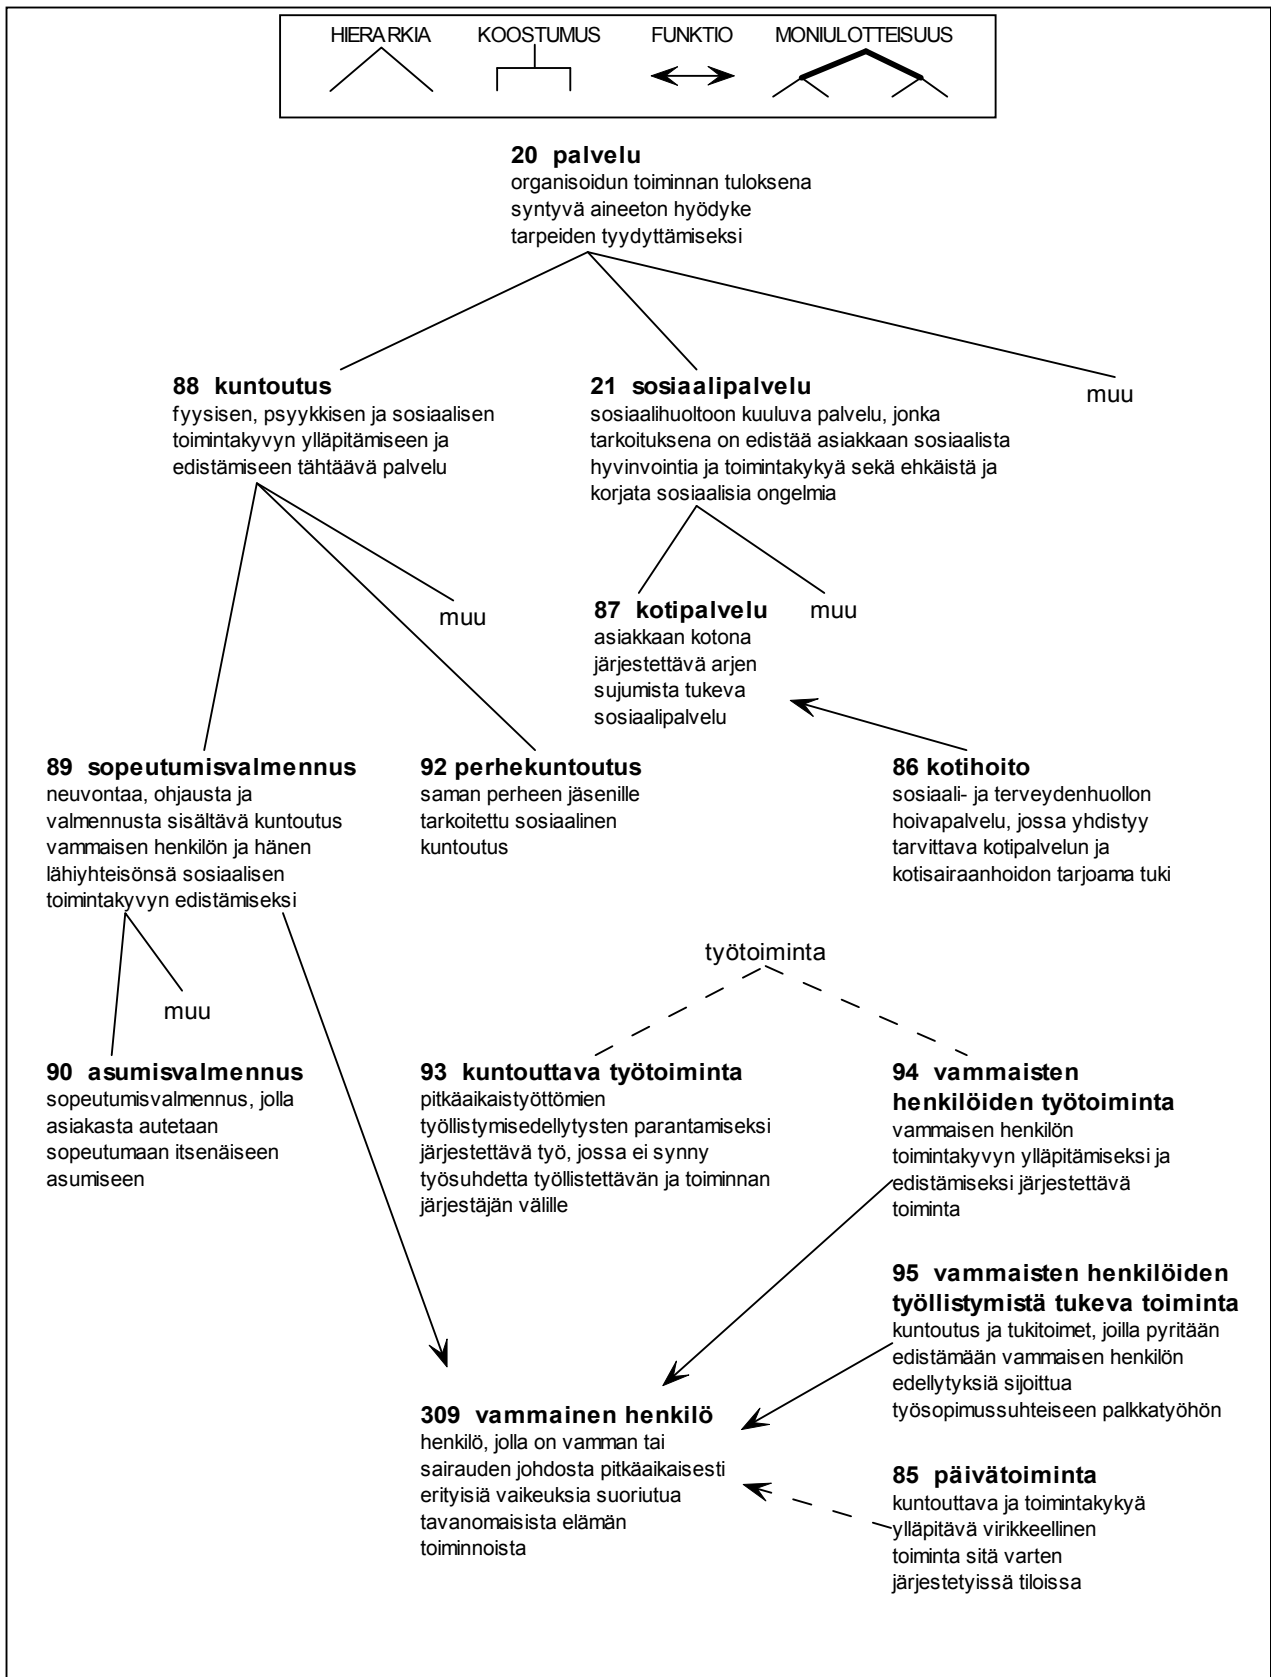 HIERARKIA KOOSTUMUS FUNKTIO MONIULOTTEISUUS
20 palvelu
organisoidun toiminnan tuloksena
syntyvä aineeton hyödyke
tarpeiden tyydyttämiseksi
88 kuntoutus
fyysisen, psyykkisen ja sosiaalisen
toimintakyvyn ylläpitämiseen ja
edistämiseen tähtäävä palvelu
21 sosiaalipalvelu
sosiaalihuoltoon kuuluva palvelu, jonka
tarkoituksena on edistää asiakkaan sosiaalista
hyvinvointia ja toimintakykyä sekä ehkäistä ja
korjata sosiaalisia ongelmia
muu
muu
87 kotipalvelu
asiakkaan kotona
järjestettävä arjen
sujumista tukeva
sosiaalipalvelu
muu
89 sopeutumisvalmennus
neuvontaa, ohjausta ja
valmennusta sisältävä kuntoutus
vammaisen henkilön ja hänen
lähiyhteisönsä sosiaalisen
toimintakyvyn edistämiseksi
92 perhekuntoutus
saman perheen jäsenille
tarkoitettu sosiaalinen
kuntoutus
86 kotihoito
sosiaali- ja terveydenhuollon
hoivapalvelu, jossa yhdistyy
tarvittava kotipalvelun ja
kotisairaanhoidon tarjoama tuki
työtoiminta
muu
90 asumisvalmennus
sopeutumisvalmennus, jolla
asiakasta autetaan
sopeutumaan itsenäiseen
asumiseen
93 kuntouttava työtoiminta
pitkäaikaistyöttömien
työllistymisedellytysten parantamiseksi
järjestettävä työ, jossa ei synny
työsuhdetta työllistettävän ja toiminnan
järjestäjän välille
94 vammaisten
henkilöiden työtoiminta
vammaisen henkilön
toimintakyvyn ylläpitämiseksi ja
edistämiseksi järjestettävä
toiminta
95 vammaisten henkilöiden
työllistymistä tukeva toiminta
kuntoutus ja tukitoimet, joilla pyritään
edistämään vammaisen henkilön
edellytyksiä sijoittua
työsopimussuhteiseen palkkatyöhön
309 vammainen henkilö
henkilö, jolla on vamman tai
sairauden johdosta pitkäaikaisesti
erityisiä vaikeuksia suoriutua
tavanomaisista elämän
toiminnoista
85 päivätoiminta
kuntouttava ja toimintakykyä
ylläpitävä virikkeellinen
toiminta sitä varten
järjestetyissä tiloissa